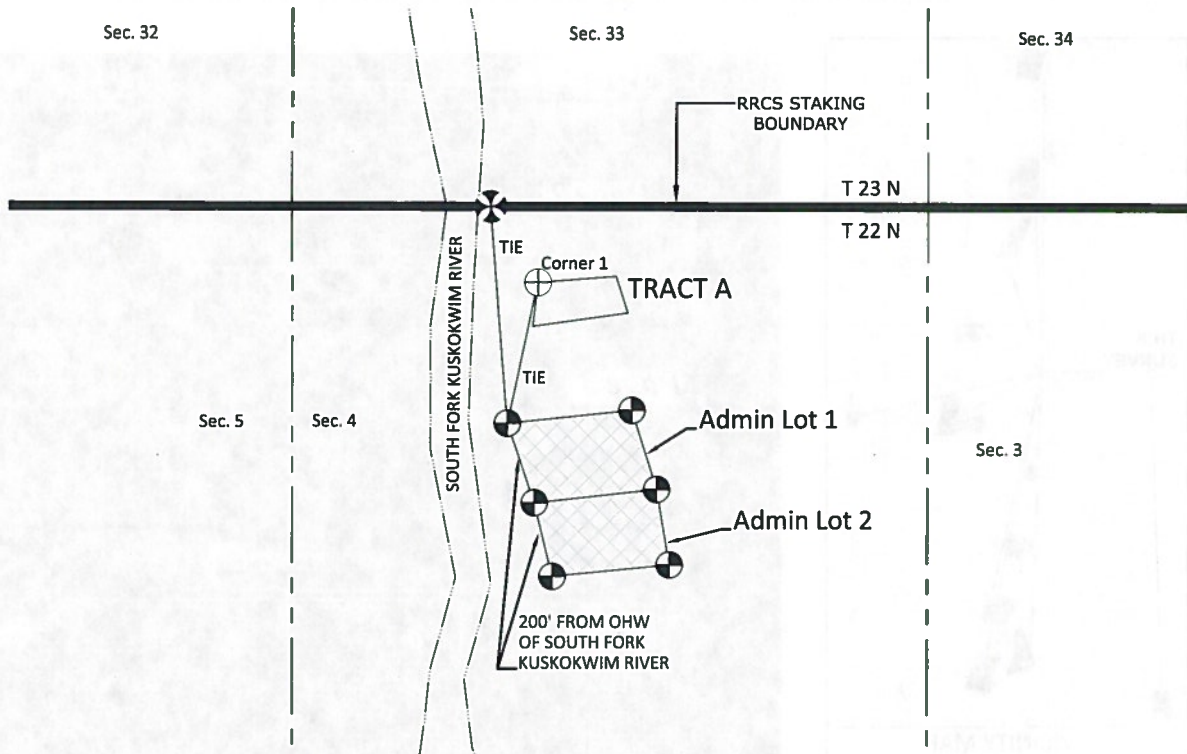 Sec. 32
Sec. 33
Sec. 34
RRCS STAKING
BOUNDARY
T 23 N
T 22 N
TIE
SOUTH FORK KUSKOKWIM RIVER
Corner 1
TRACT A
TIE
Sec. 5
Sec. 4
Admin Lot 1
Sec. 3
Admin Lot 2
200' FROM OHW
OF SOUTH FORK
KUSKOKWIM RIVER